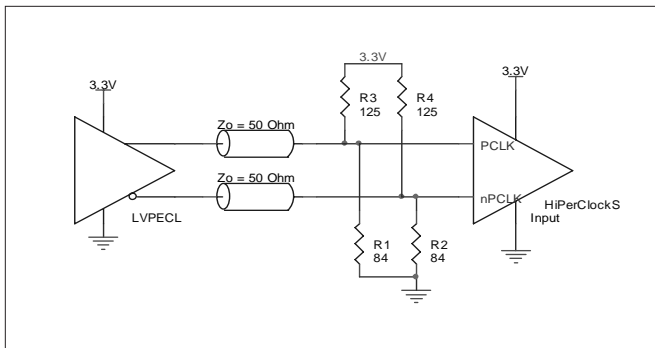 3.3V
3.3V
3.3V
R3
125
R4
125
Zo = 50 Ohm
PCLK
Zo = 50 Ohm
nPCLK
HiPerClockS
Input
LVPECL
R1
84
R2
84